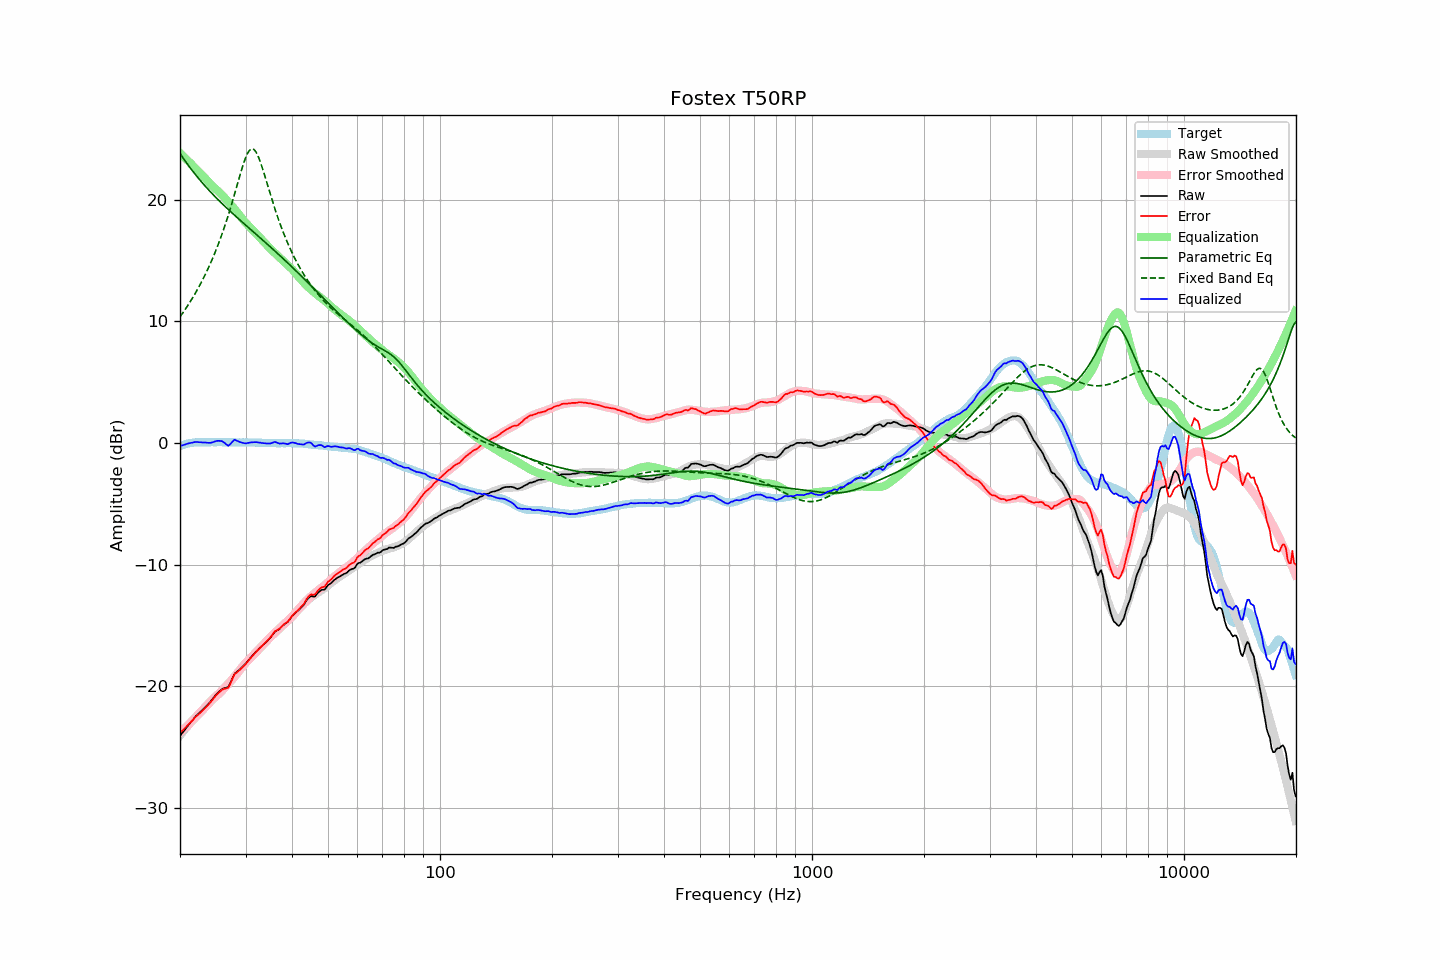 Fostex T50RP
Target
Raw Smoothed
Error Smoothed
Raw
Error
Equalization
Parametric Eq
Fixed Band Eq
Equalized
20
10
0
−10
−20
−30
Amplitude (dBr)
100
1000
10000
Frequency (Hz)